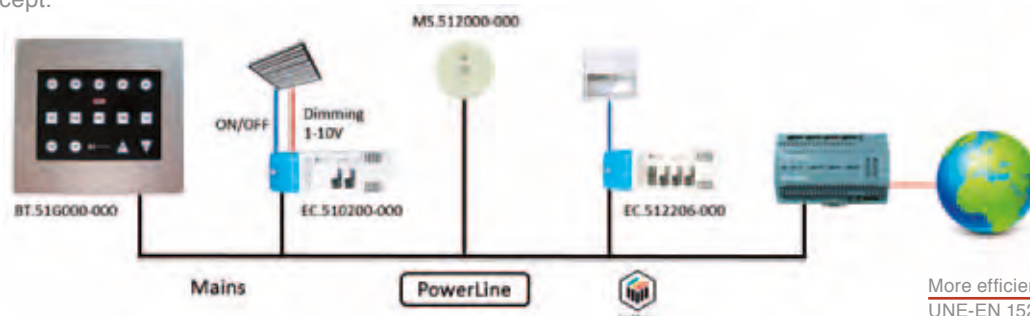 cept.
MS.512000-000
ON/OFF
Dimming
1-10V
BT.51G000-000
EC.510200-000
EC.512206-000
Mains
PowerLine
More efficien
UNE-EN 152